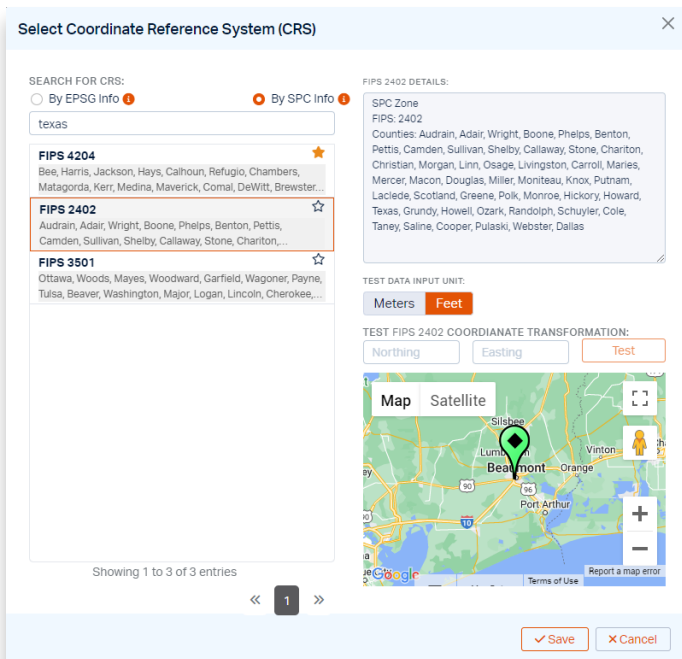 Select Coordinate Reference System (CRS)
SEARCH FOR CRS:
By EPSG Info
By SPC Info
texas
FIPS 4204
Bee, Harris, Jackson, Hays, Calhoun, Refugio, Chambers,
Matagorda, Kerr, Medina, Maverick, Comal, DeWitt, Brewster...
FIPS 2402
Audrain, Adair, Wright, Boone, Phelps, Benton, Pettis,
Camden, Sullivan, Shelby, Callaway, Stone, Chariton,...
FIPS 3501
Ottawa, Woods, Mayes, Woodward, Garfield, Wagoner, Payne,
Tulsa, Beaver, Washington, Major, Logan, Lincoln, Cherokee,...
Showing 1 to 3 of 3 entries
« 1 »
FIPS 2402 DETAILS:
SPC Zone
FIPS: 2402
Counties: Audrain, Adair, Wright, Boone, Phelps, Benton,
Pettis, Camden, Sullivan, Shelby, Callaway, Stone, Chariton,
Christian, Morgan, Linn, Osage, Livingston, Carroll, Maries,
Mercer, Macon, Douglas, Miller, Moniteau, Knox, Putnam,
Laclede, Scotland, Greene, Polk, Monroe, Hickory, Howard,
Texas, Grundy, Howell, Ozark, Randolph, Schuyler, Cole,
Taney, Saline, Cooper, Pulaski, Webster, Dallas
TEST DATA INPUT UNIT:
Meters Feet
TEST FIPS 2402 COORDIANATE TRANSFORMATION:
Northing Easting Test
Map Satellite
Silsbee
Vinton
Beaumont
Orange
90
96
Port Arthur
10
Google
Report a map error
Terms of Use
Save
Cancel